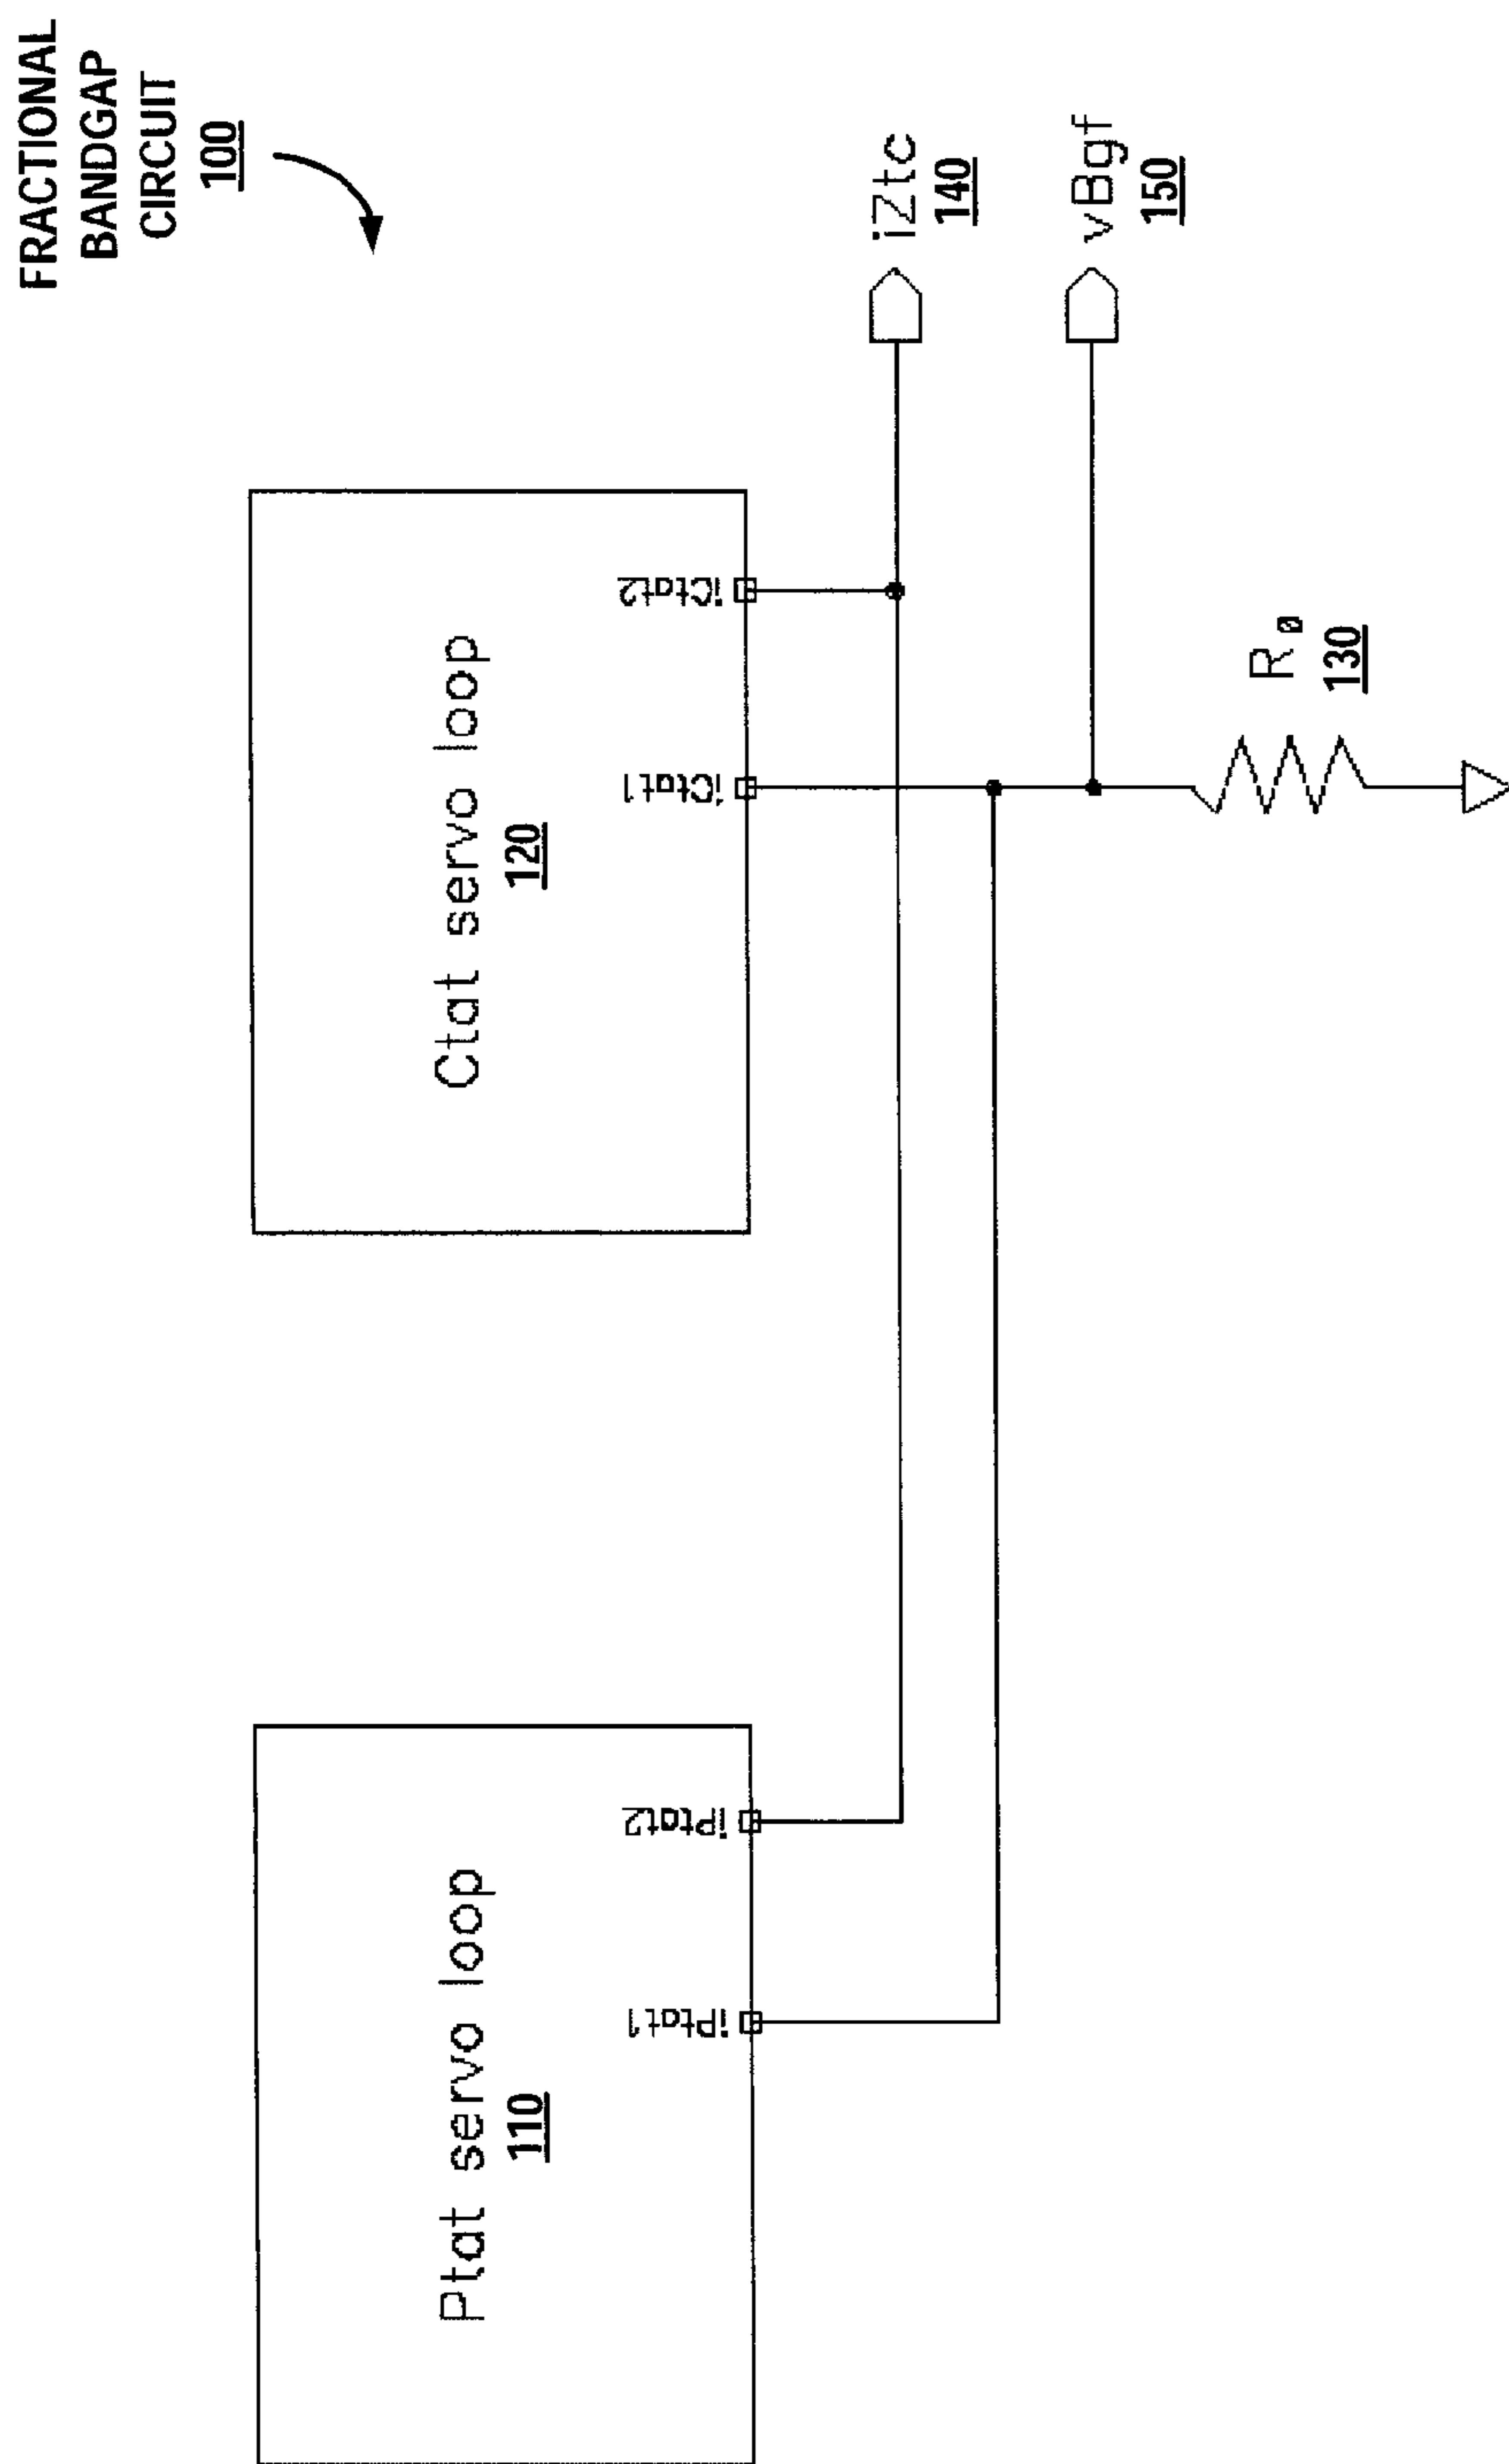 FRACTIONAL
BANDGAP
CIRCUIT
100
Ptat servo loop
110
iPtat1
iPtat2
Ctat servo loop
120
iCtat1
iCtat2
iZtc
140
vBgf
150
R0
130